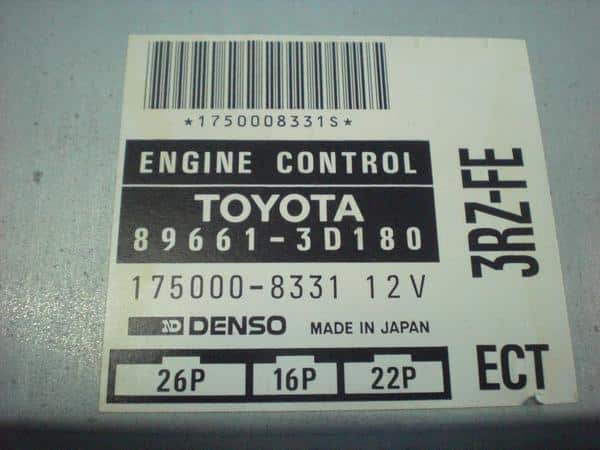 *1750008331S*
ENGINE CONTROL
TOYOTA
89661-3D180
175000-8331 12V
ND DENSO MADE IN JAPAN
26P 16P 22P
3RZ-FE
ECT